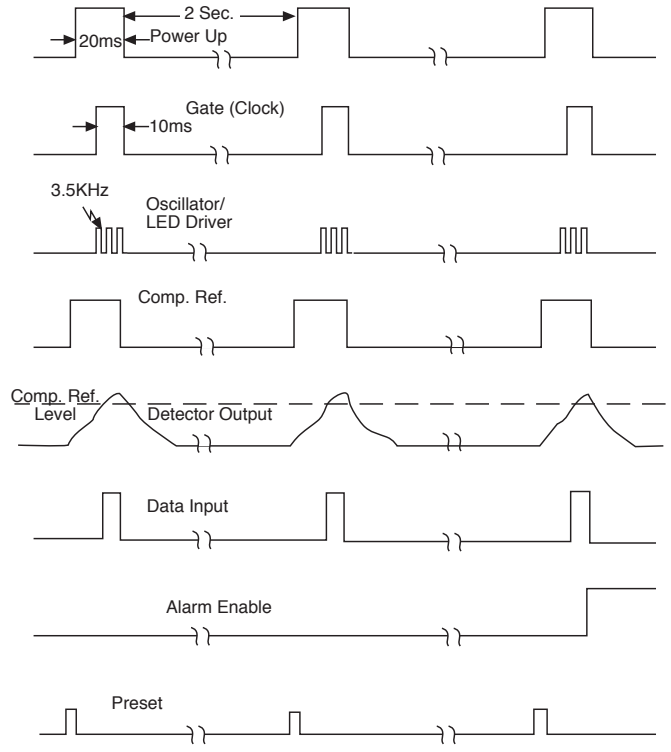 2 Sec.
20ms
Power Up
Gate (Clock)
10ms
3.5KHz
Oscillator/
LED Driver
Comp. Ref.
Comp. Ref.
Level
Detector Output
Data Input
Alarm Enable
Preset